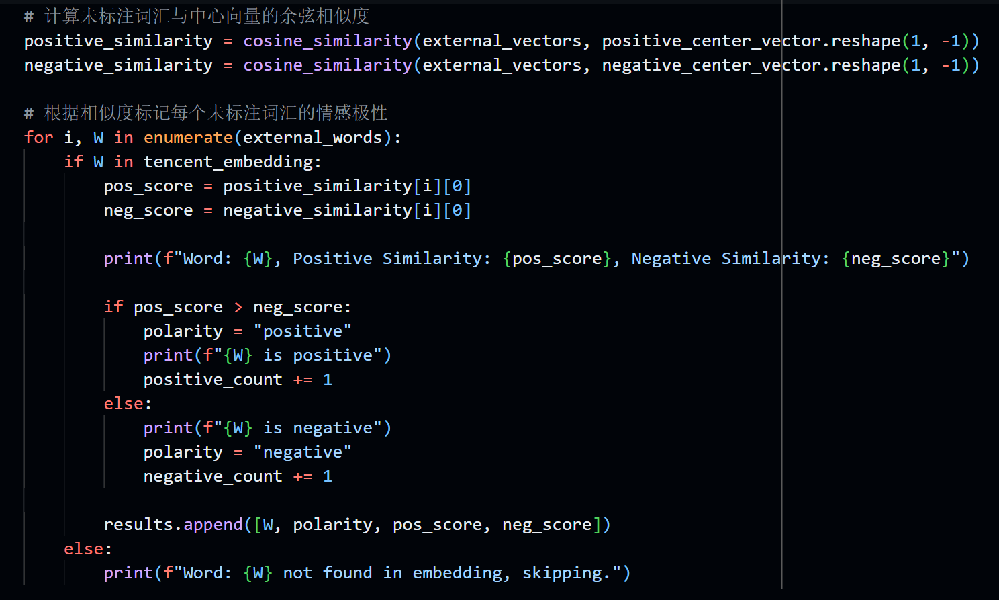 # 计算未标注词汇与中心向量的余弦相似度
positive_similarity = cosine_similarity(external_vectors, positive_center_vector.reshape(1, -1))
negative_similarity = cosine_similarity(external_vectors, negative_center_vector.reshape(1, -1))

# 根据相似度标记每个未标注词汇的情感极性
for i, W in enumerate(external_words):
    if W in tencent_embedding:
        pos_score = positive_similarity[i][0]
        neg_score = negative_similarity[i][0]

        print(f"Word: {W}, Positive Similarity: {pos_score}, Negative Similarity: {neg_score}")

        if pos_score > neg_score:
            polarity = "positive"
            print(f"{W} is positive")
            positive_count += 1
        else:
            print(f"{W} is negative")
            polarity = "negative"
            negative_count += 1

        results.append([W, polarity, pos_score, neg_score])
    else:
        print(f"Word: {W} not found in embedding, skipping.")